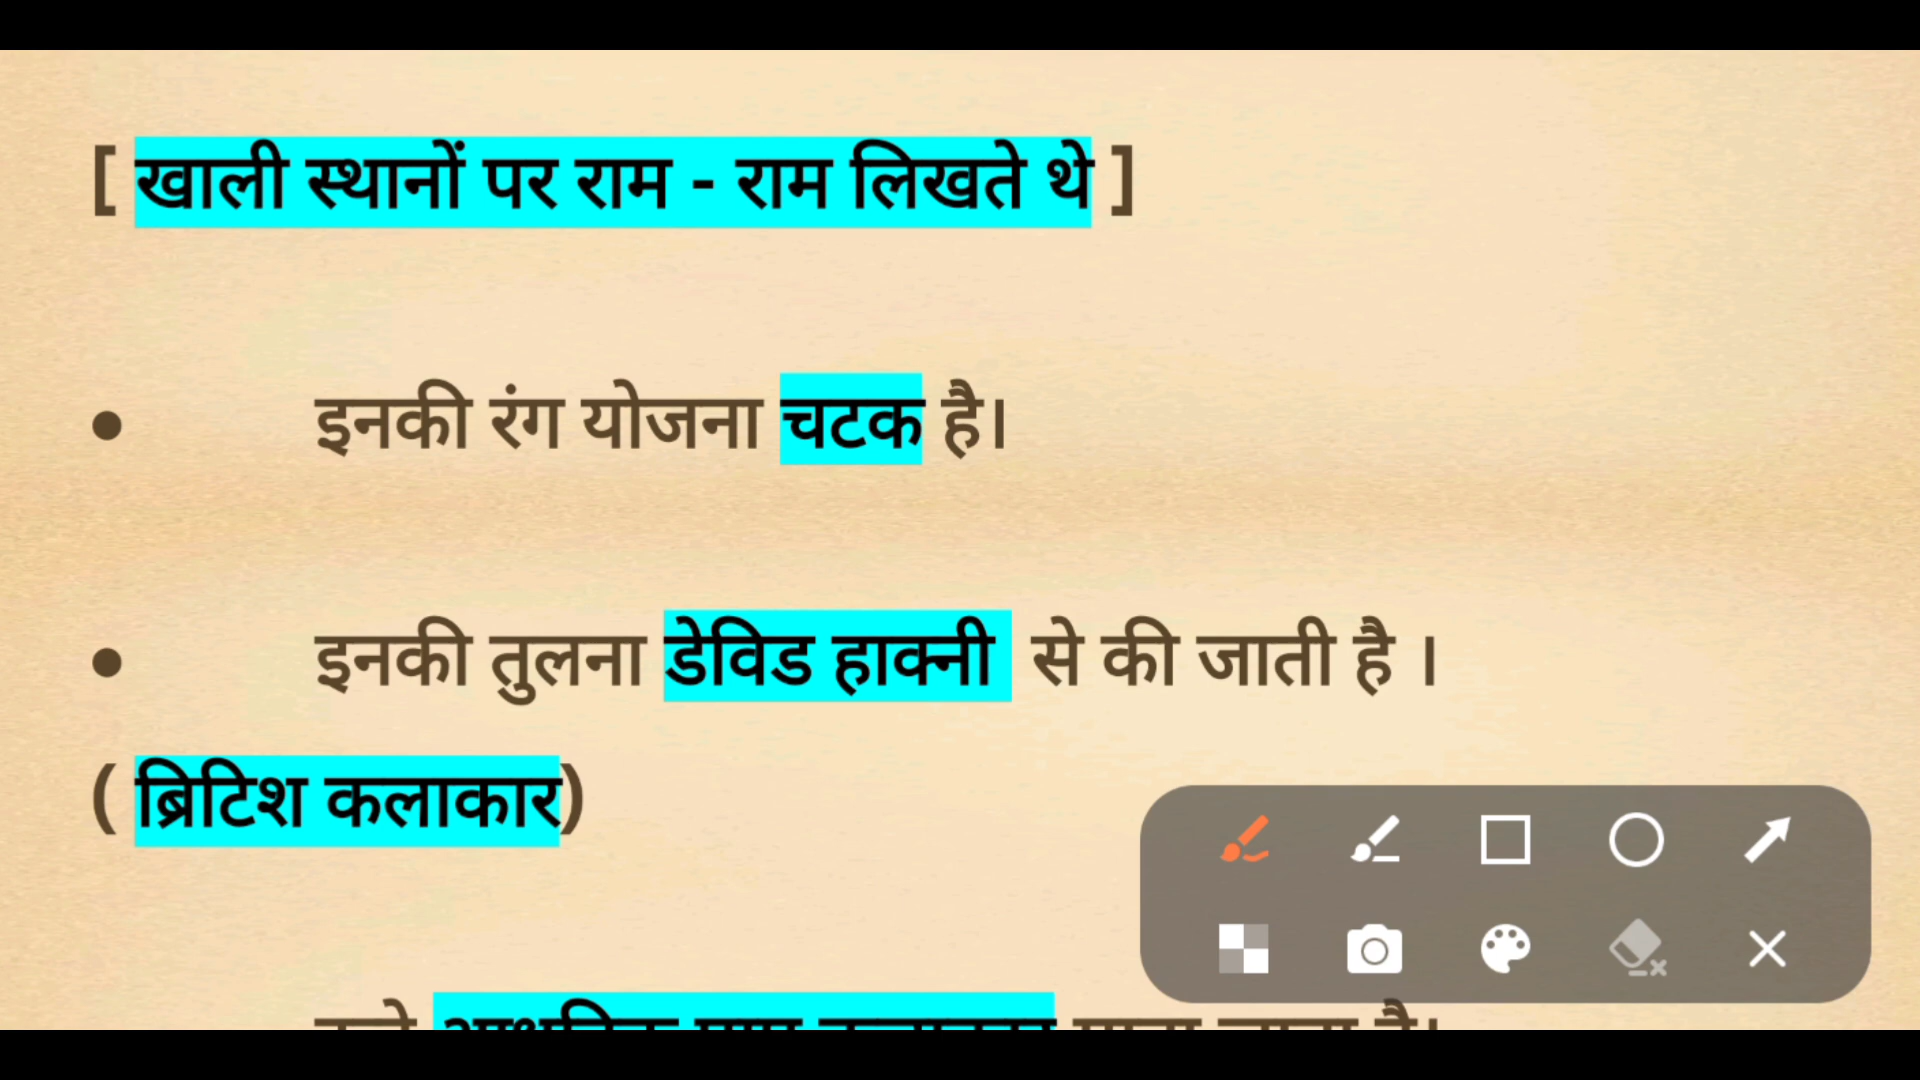 [ खाली स्थानों पर राम - राम लिखते थे ]
• इनकी रंग योजना चटक है।
• इनकी तुलना डेविड हाक्नी से की जाती है ।
( ब्रिटिश कलाकार)